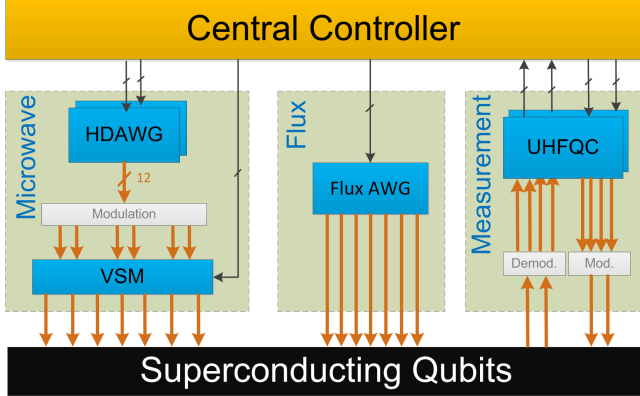 Central Controller
Microwave
HDAWG
12
Modulation
VSM
Flux
Flux AWG
Measurement
UHFQC
Demod.
Mod.
Superconducting Qubits